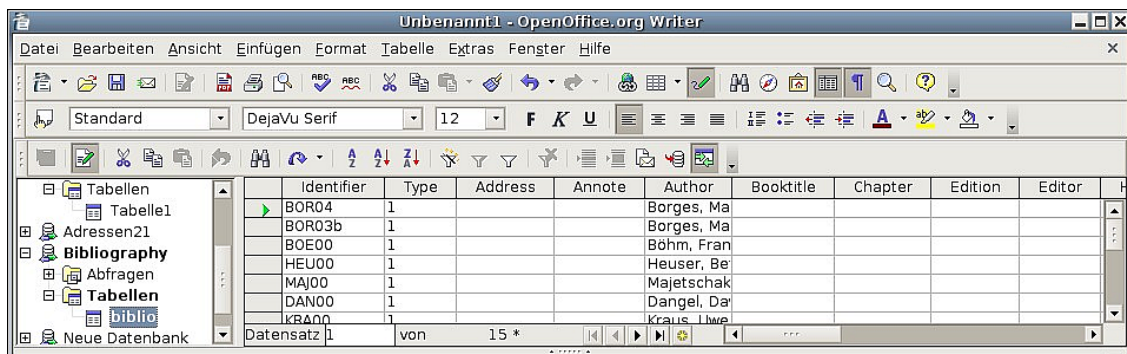 Unbenannt1 - OpenOffice.org Writer
Datei Bearbeiten Ansicht Einfügen Format Tabelle Extras Fenster Hilfe
Standard DejaVu Serif 12 F K U
Tabellen
Tabelle1
Adressen21
Bibliography
Abfragen
Tabellen
biblio
Neue Datenbank
Identifier Type Address Annote Author Booktitle Chapter Edition Editor
BOR04 1 Borges, Ma
BOR03b 1 Borges, Ma
BOE00 1 Böhm, Fran
HEU00 1 Heuser, Be
MAJ00 1 Majetschak
DAN00 1 Dangel, Da
KRA00 1 Kraus, Uwe
Datensatz 1 von 15 *